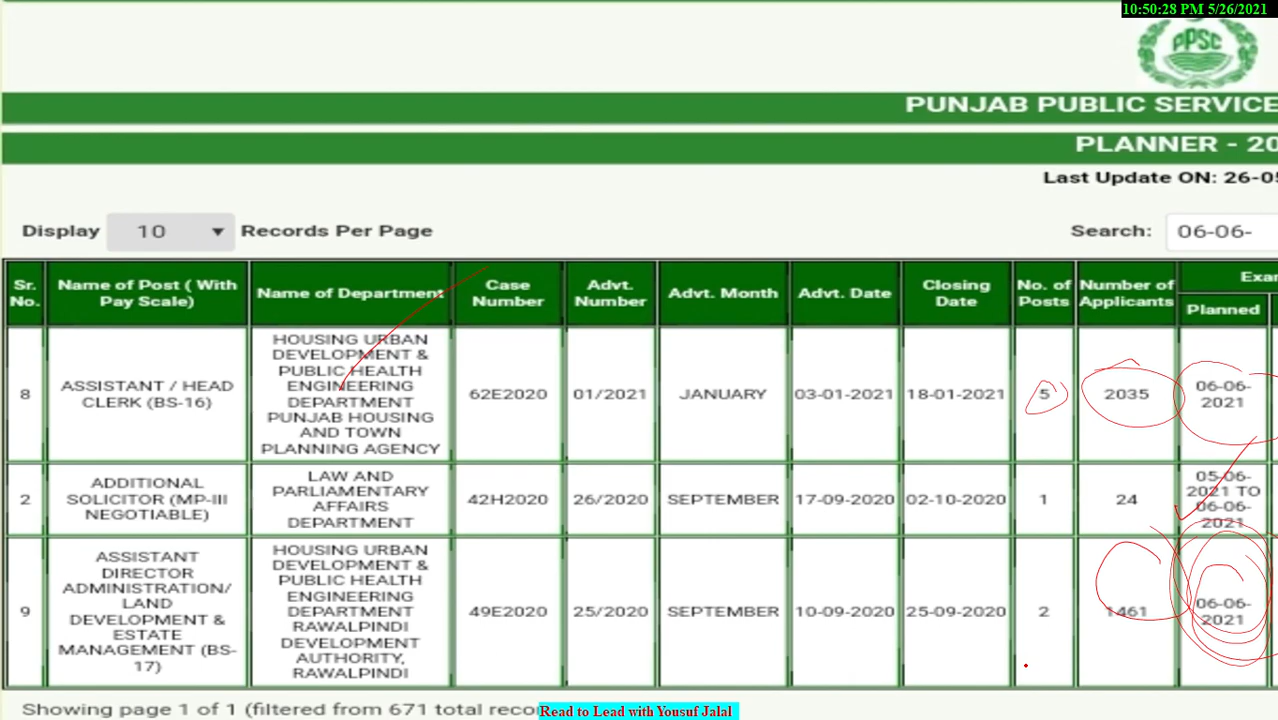 10:50:28 PM 5/26/2021
PPSC
PUNJAB PUBLIC SERVICE
PLANNER - 20
Last Update ON: 26-05
Display 10 Records Per Page Search: 06-06-
Sr. No. Name of Post ( With Pay Scale) Name of Department Case Number Advt. Number Advt. Month Advt. Date Closing Date No. of Posts Number of Applicants Exa
Planned
8 ASSISTANT / HEAD CLERK (BS-16) HOUSING URBAN DEVELOPMENT & PUBLIC HEALTH ENGINEERING DEPARTMENT PUNJAB HOUSING AND TOWN PLANNING AGENCY 62E2020 01/2021 JANUARY 03-01-2021 18-01-2021 5 2035 06-06-2021
2 ADDITIONAL SOLICITOR (MP-III NEGOTIABLE) LAW AND PARLIAMENTARY AFFAIRS DEPARTMENT 42H2020 26/2020 SEPTEMBER 17-09-2020 02-10-2020 1 24 05-06-2021 TO 06-06-2021
9 ASSISTANT DIRECTOR ADMINISTRATION/ LAND DEVELOPMENT & ESTATE MANAGEMENT (BS-17) HOUSING URBAN DEVELOPMENT & PUBLIC HEALTH ENGINEERING DEPARTMENT RAWALPINDI DEVELOPMENT AUTHORITY, RAWALPINDI 49E2020 25/2020 SEPTEMBER 10-09-2020 25-09-2020 2 1461 06-06-2021
Showing page 1 of 1 (filtered from 671 total reco
Read to Lead with Yousuf Jalal